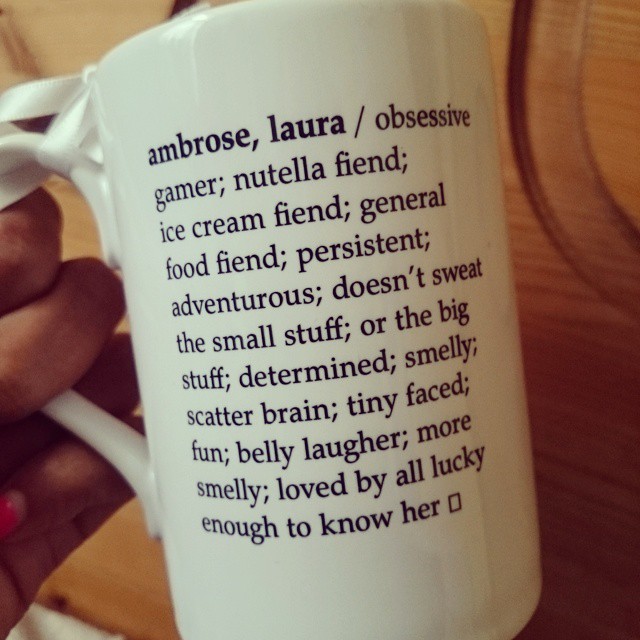 ambrose, laura / obsessive
gamer; nutella fiend;
ice cream fiend; general
food fiend; persistent;
adventurous; doesn't sweat
the small stuff; or the big
stuff; determined; smelly;
scatter brain; tiny faced;
fun; belly laugher; more
smelly; loved by all lucky
enough to know her ▯